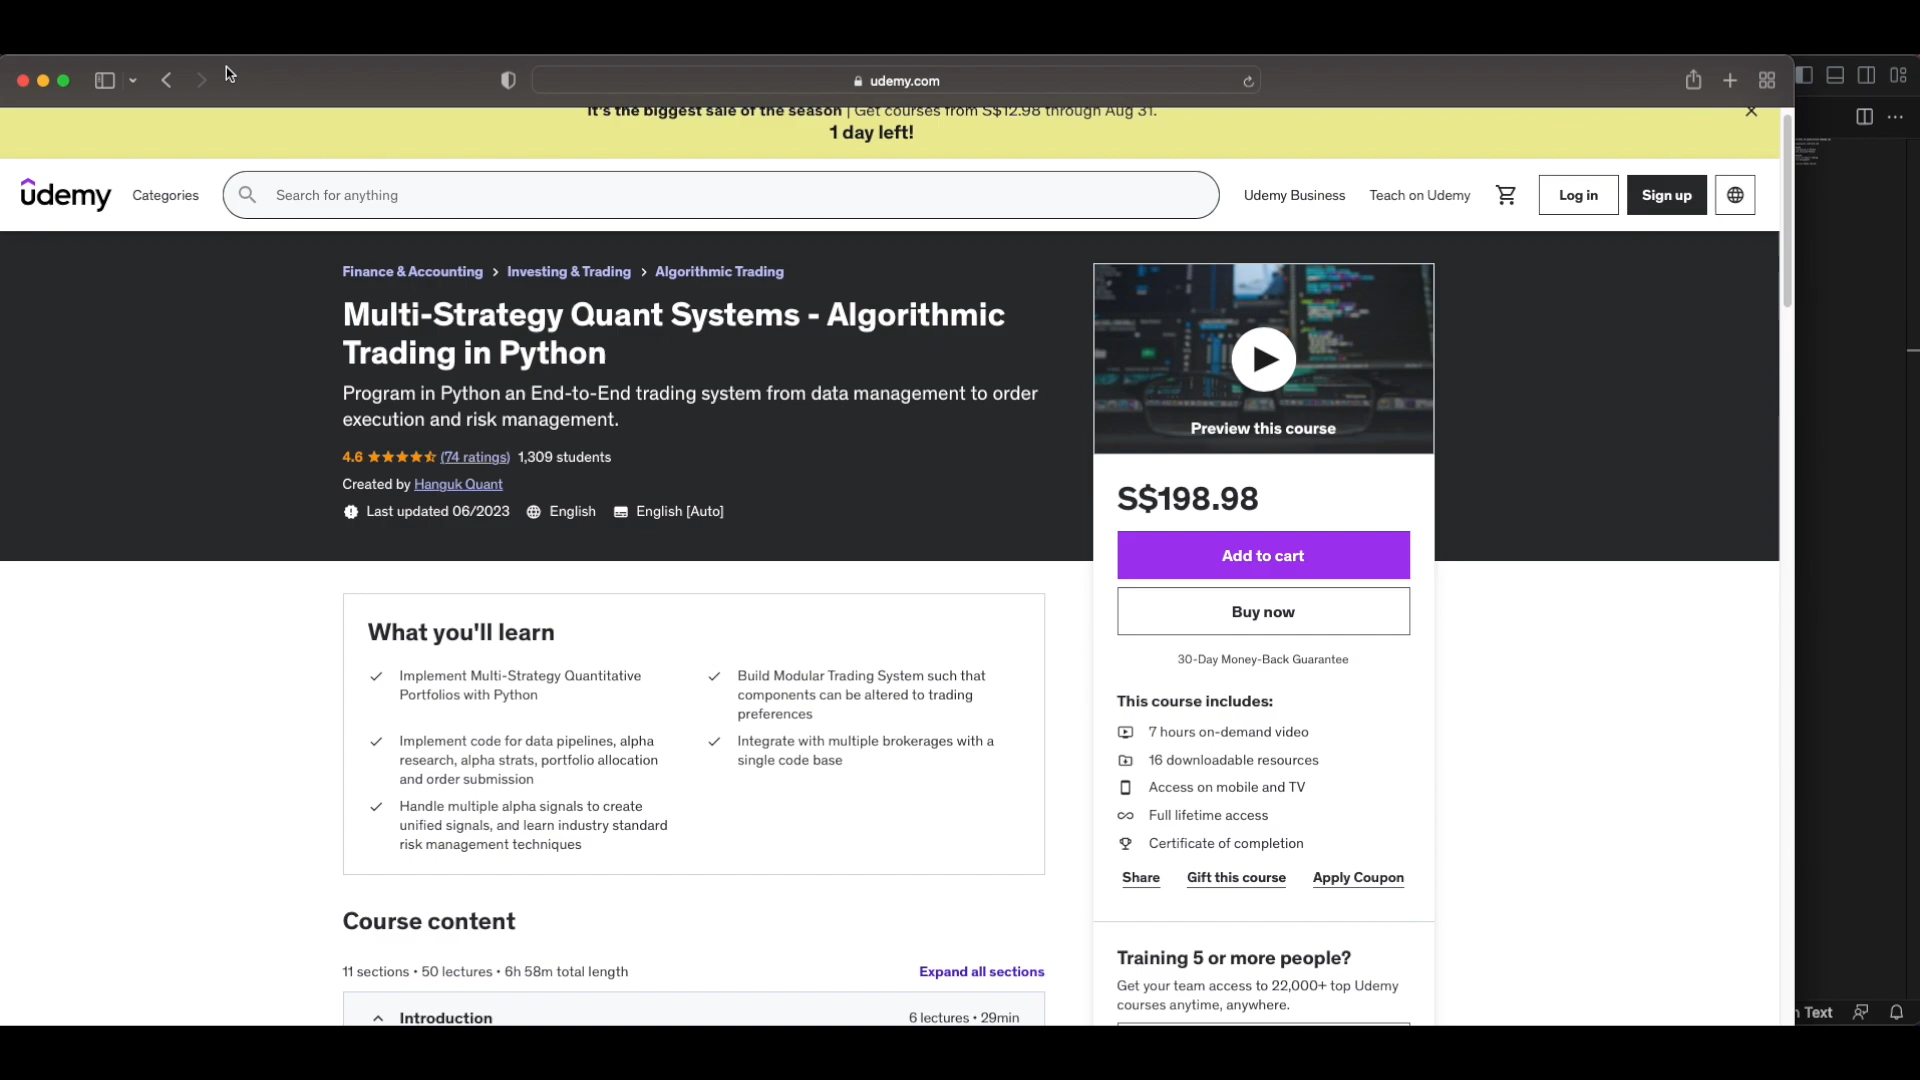 udemy.com
It's the biggest sale of the season | Get courses from S$12.98 through Aug 31.
1 day left!
udemy
Categories
Search for anything
Udemy Business
Teach on Udemy
Log in
Sign up
Finance & Accounting
Investing & Trading
Algorithmic Trading
Multi-Strategy Quant Systems - Algorithmic
Trading in Python
Program in Python an End-to-End trading system from data management to order
execution and risk management.
4.6 (74 ratings) 1,309 students
Created by Hanguk Quant
Last updated 06/2023 English English [Auto]
Preview this course
S$198.98
Add to cart
Buy now
30-Day Money-Back Guarantee
This course includes:
7 hours on-demand video
16 downloadable resources
Access on mobile and TV
Full lifetime access
Certificate of completion
Share
Gift this course
Apply Coupon
Training 5 or more people?
Get your team access to 22,000+ top Udemy
courses anytime, anywhere.
What you'll learn
Implement Multi-Strategy Quantitative
Portfolios with Python
Build Modular Trading System such that
components can be altered to trading
preferences
Implement code for data pipelines, alpha
research, alpha strats, portfolio allocation
and order submission
Integrate with multiple brokerages with a
single code base
Handle multiple alpha signals to create
unified signals, and learn industry standard
risk management techniques
Course content
11 sections • 50 lectures • 6h 58m total length
Expand all sections
Introduction
6 lectures • 29min
Text